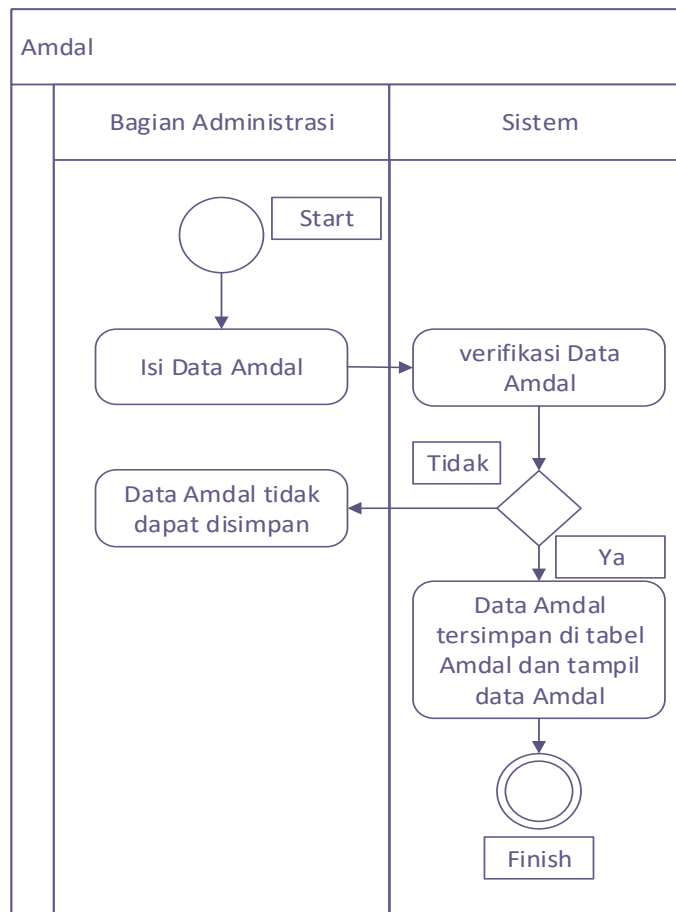 Amdal
Bagian Administrasi
Sistem
Start
Isi Data Amdal
verifikasi Data
Amdal
Tidak
Data Amdal tidak
dapat disimpan
Ya
Data Amdal
tersimpan di tabel
Amdal dan tampil
data Amdal
Finish